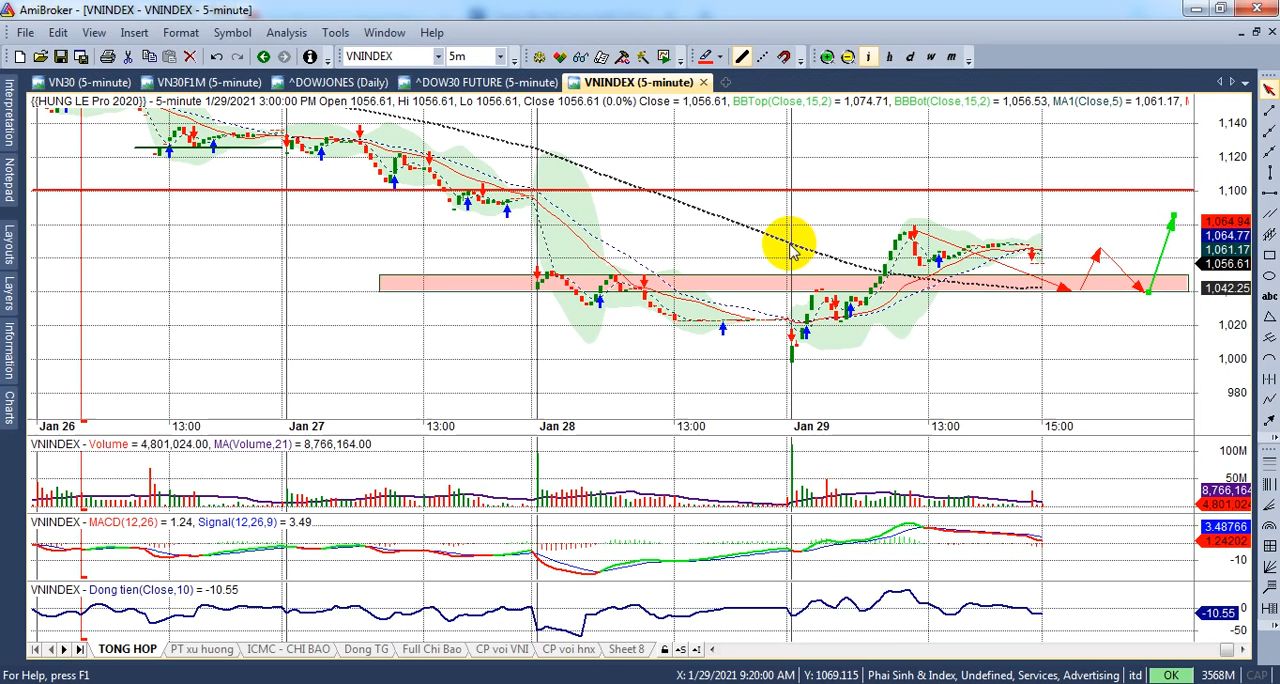 AmiBroker - [VNINDEX - VNINDEX - 5-minute]
File Edit View Insert Format Symbol Analysis Tools Window Help
VNINDEX 5m i h d w m
VN30 (5-minute) VN30F1M (5-minute) ^DOWJONES (Daily) ^DOW30 FUTURE (5-minute) VNINDEX (5-minute)
{{HUNG LE Pro 2020}} - 5-minute 1/29/2021 3:00:00 PM Open 1056.61, Hi 1056.61, Lo 1056.61, Close 1056.61 (0.0%) Close = 1,056.61, BBTop(Close,15,2) = 1,074.71, BBBot(Close,15,2) = 1,056.53, MA1(Close,5) = 1,061.17,
Interpretation
Notepad
Layouts
Layers
Information
Charts
abc
1,140
1,120
1,100
1,064.94
1,064.77
1,061.17
1,056.61
1,042.25
1,020
1,000
980
Jan 26 13:00 Jan 27 13:00 Jan 28 13:00 Jan 29 13:00 15:00
VNINDEX - Volume = 4,801,024.00, MA(Volume,21) = 8,766,164.00
100M
50M
8,766,164
4,801,024
VNINDEX - MACD(12,26) = 1.24, Signal(12,26,9) = 3.49
3.48766
1.24202
-10
VNINDEX - Dong tien(Close,10) = -10.55
0
-10.55
-50
TONG HOP PT xu huong ICMC - CHI BAO Dong TG Full Chi Bao CP voi VNI CP voi hnx Sheet 8
For Help, press F1 X: 1/29/2021 9:20:00 AM Y: 1069.115 Phai Sinh & Index, Undefined, Services, Advertising itd OK 3568M CAP